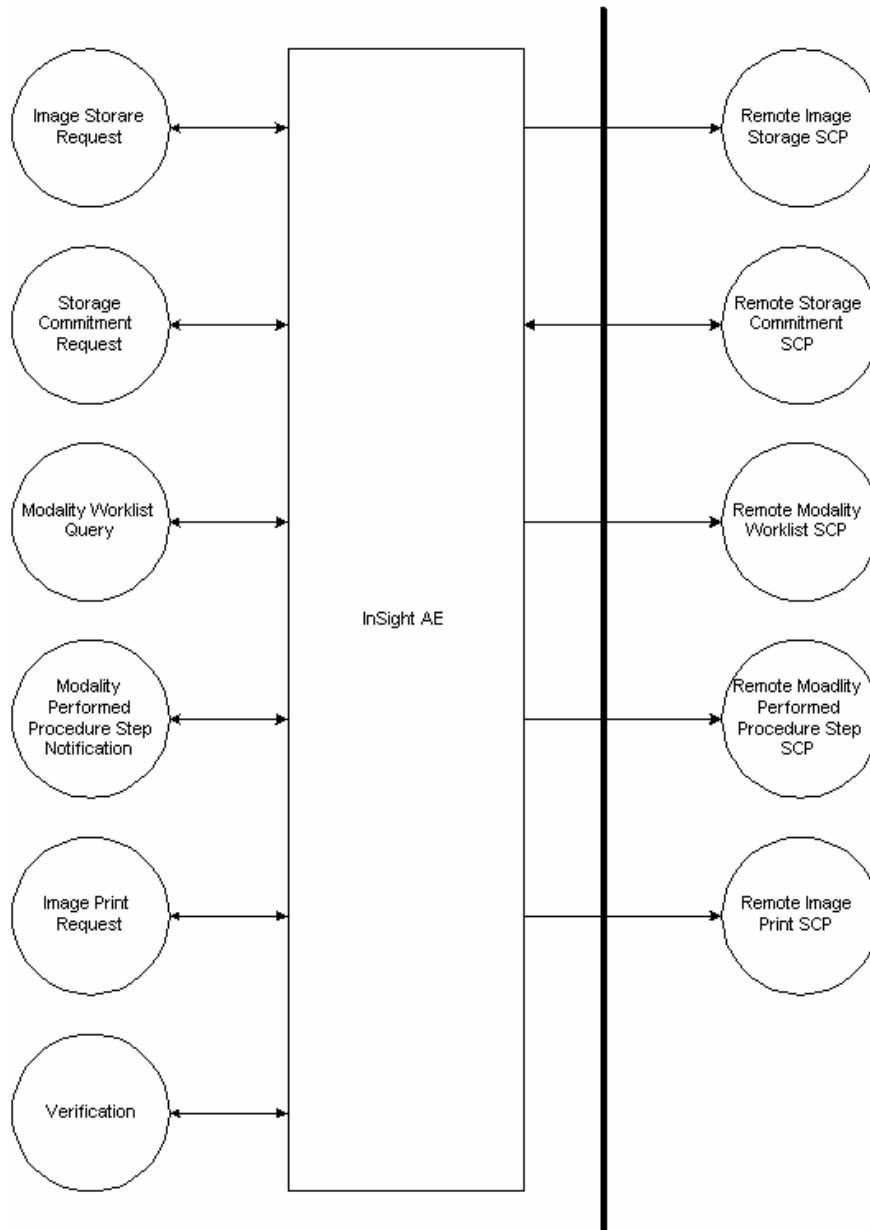 Image Storare
Request
Remote Image
Storage SCP
Storage
Commitment
Request
Remote Storage
Commitment
SCP
Modality Worklist
Query
Remote Modality
Worklist SCP
InSight AE
Modality
Performed
Procedure Step
Notification
Remote Moadlity
Performed
Procedure Step
SCP
Image Print
Request
Remote Image
Print SCP
Verification